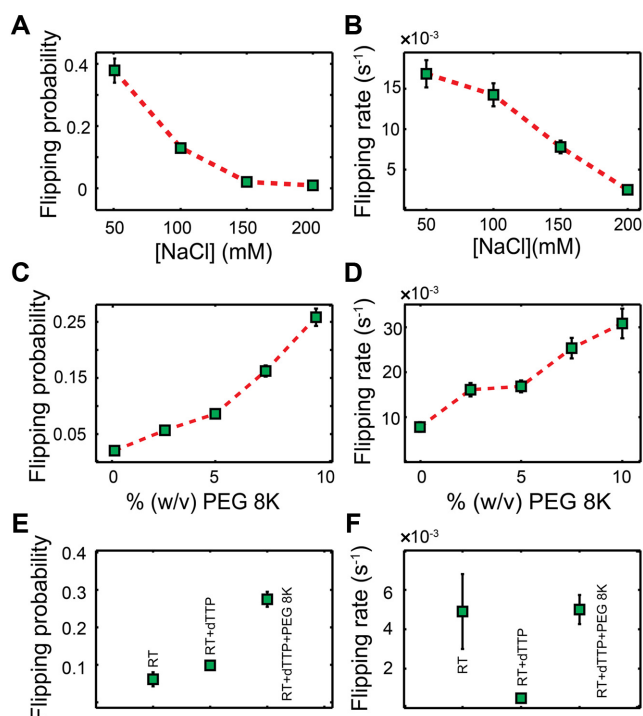 A
Flipping probability
0.4
0.2
0
50
100
150
200
[NaCl] (mM)
B
×10⁻³
Flipping rate (s⁻¹)
15
10
5
50
100
150
200
[NaCl](mM)
C
Flipping probability
0.25
0.15
0.05
0
5
10
% (w/v) PEG 8K
D
×10⁻³
Flipping rate (s⁻¹)
30
20
10
0
5
10
% (w/v) PEG 8K
E
Flipping probability
0.4
0.3
0.2
0.1
RT
RT+dTTP
RT+dTTP+PEG 8K
F
×10⁻³
Flipping rate (s⁻¹)
6
4
2
RT
RT+dTTP
RT+dTTP+PEG 8K